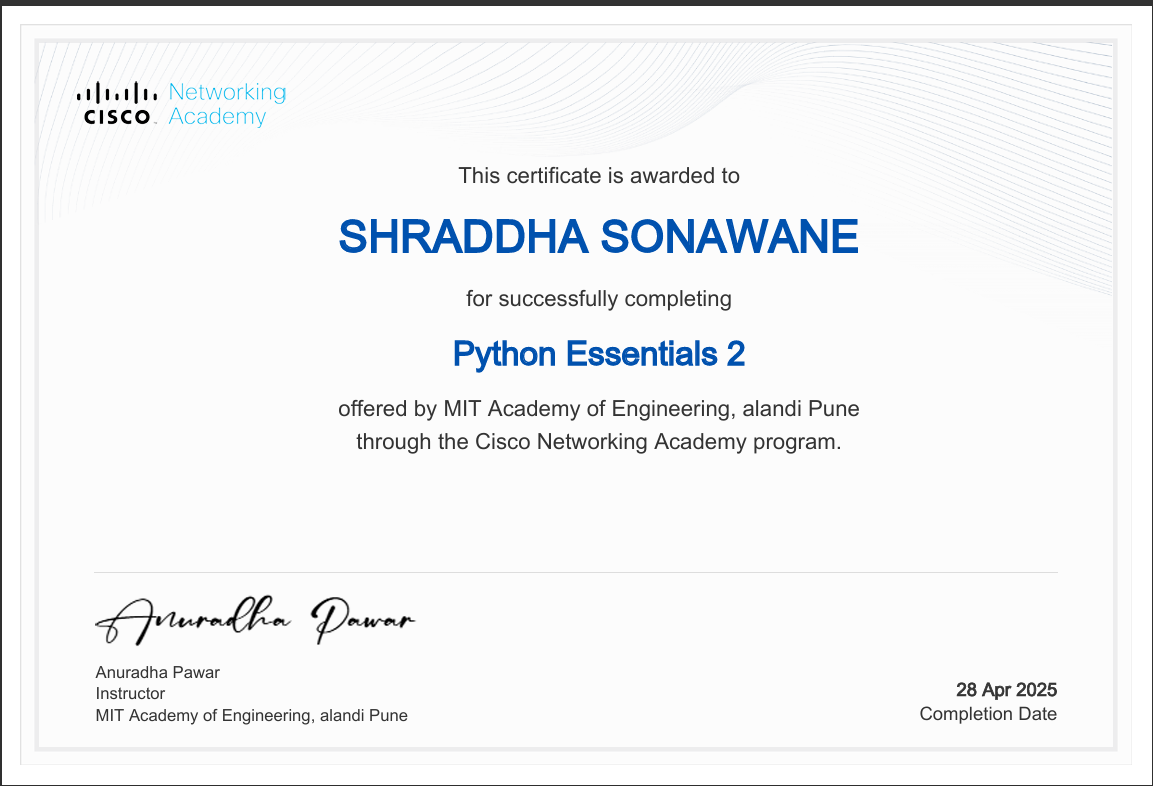 CISCO
Networking
Academy
This certificate is awarded to
SHRADDHA SONAWANE
for successfully completing
Python Essentials 2
offered by MIT Academy of Engineering, alandi Pune
through the Cisco Networking Academy program.
Anuradha Pawar
Anuradha Pawar
Instructor
MIT Academy of Engineering, alandi Pune
28 Apr 2025
Completion Date